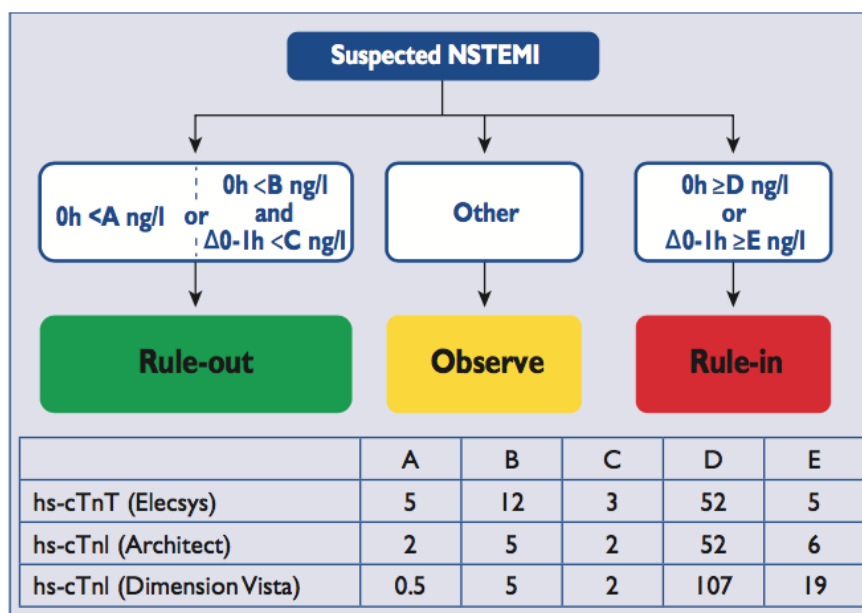 Suspected NSTEMI
0h <A ng/l or 0h <B ng/l
and
Δ0-1h <C ng/l
Other
0h ≥D ng/l
or
Δ0-1h ≥E ng/l
Rule-out
Observe
Rule-in
A B C D E
hs-cTnT (Elecsys) 5 12 3 52 5
hs-cTnI (Architect) 2 5 2 52 6
hs-cTnI (Dimension Vista) 0.5 5 2 107 19